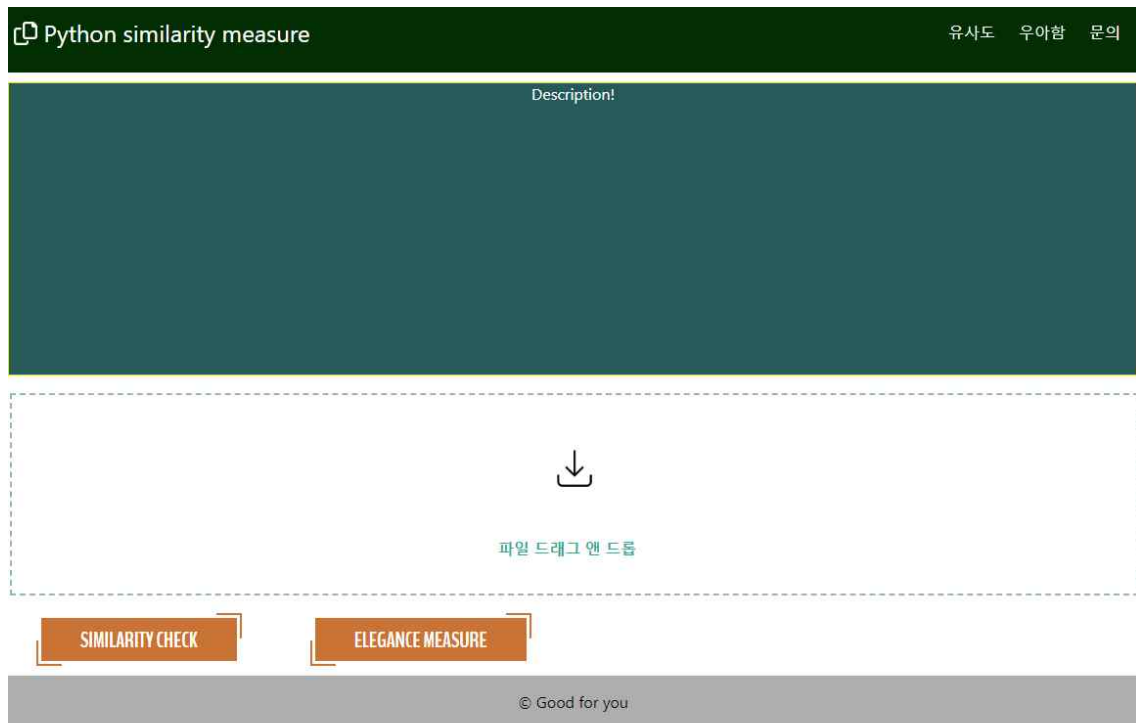 Python similarity measure 유사도 우아함 문의
Description!
파일 드래그 앤 드롭
SIMILARITY CHECK ELEGANCE MEASURE
© Good for you